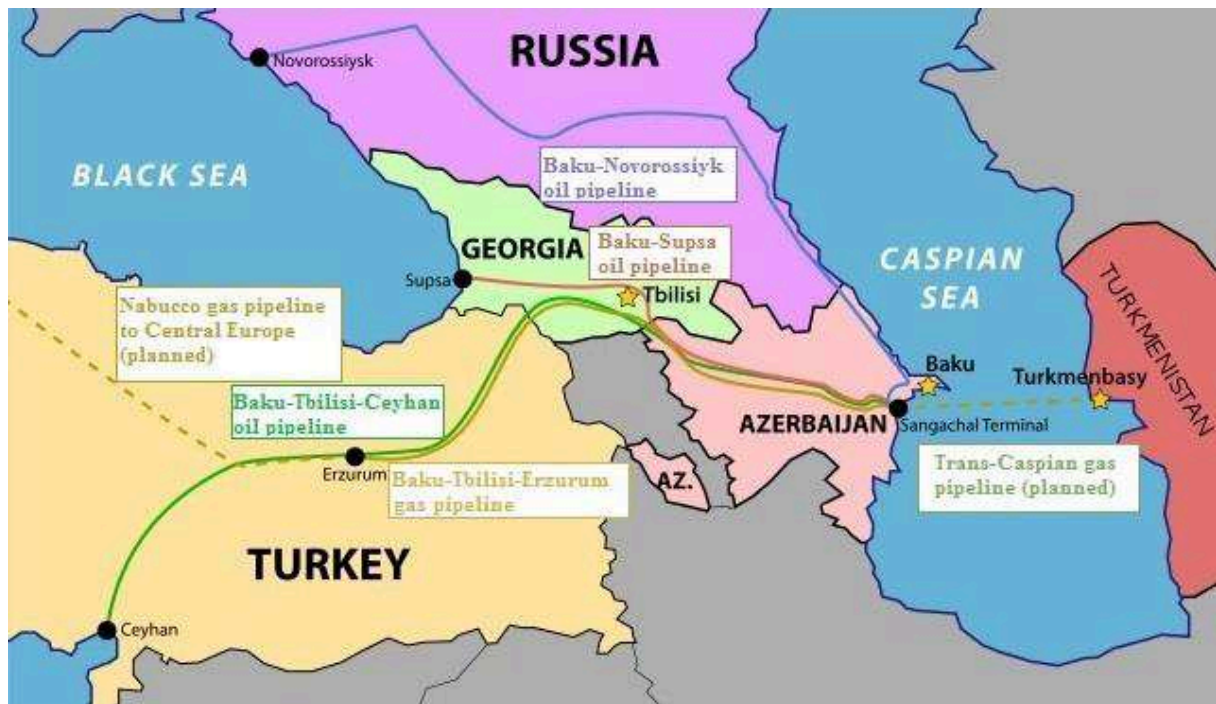 RUSSIA
Novorossiysk
BLACK SEA
Baku-Novorossiyk
oil pipeline
GEORGIA
Baku-Supsa
oil pipeline
CASPIAN
SEA
Supsa
Tbilisi
TURKMENISTAN
Nabucco gas pipeline
to Central Europe
(planned)
Baku
Turkmenbasy
Baku-Tbilisi-Ceyhan
oil pipeline
AZERBAIJAN
Sangachal Terminal
Erzurum
Baku-Tbilisi-Erzurum
gas pipeline
AZ.
Trans-Caspian gas
pipeline (planned)
TURKEY
Ceyhan